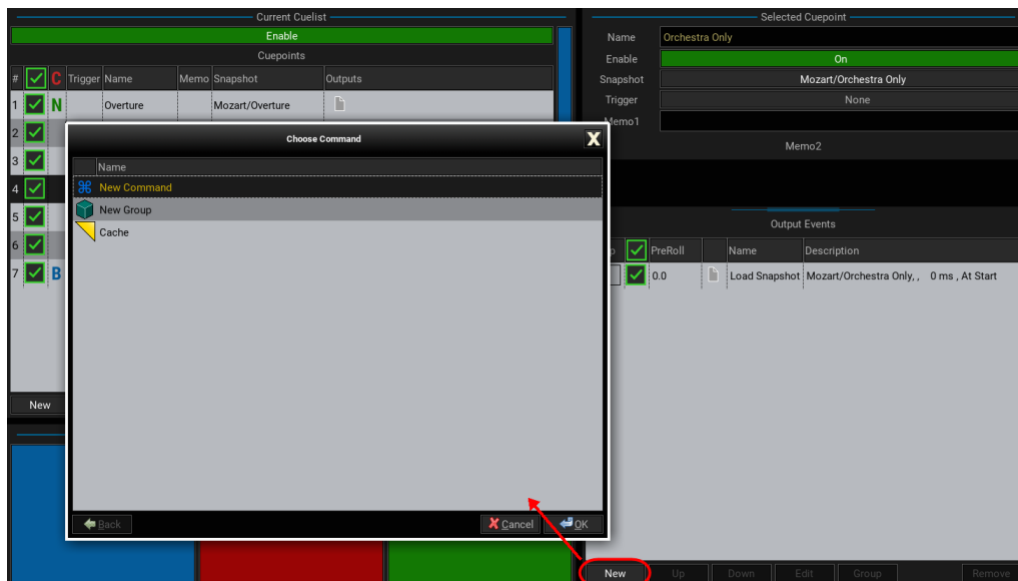 Current Cuelist
Enable
Cuepoints
# C Trigger Name Memo Snapshot Outputs
1 N Overture Mozart/Overture
2
3
4
5
6
7 B
New
Choose Command
X
Name
New Command
New Group
Cache
Back
Cancel
OK
Selected Cuepoint
Name Orchestra Only
Enable On
Snapshot Mozart/Orchestra Only
Trigger None
Memo1
Memo2
Output Events
p PreRoll Name Description
0.0 Load Snapshot Mozart/Orchestra Only, , 0 ms , At Start
New Up Down Edit Group Remove